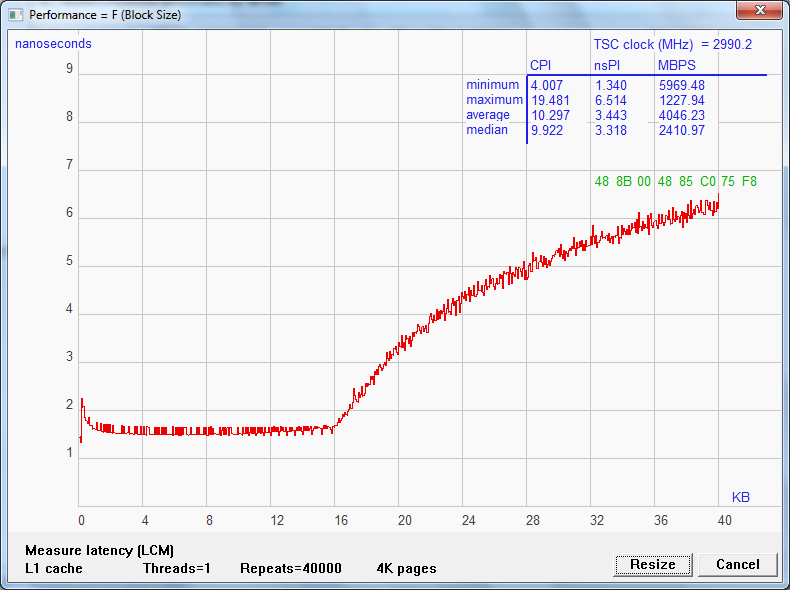 Performance = F (Block Size)
nanoseconds
TSC clock (MHz) = 2990.2
CPI nsPI MBPS
minimum 4.007 1.340 5969.48
maximum 19.481 6.514 1227.94
average 10.297 3.443 4046.23
median 9.922 3.318 2410.97
48 8B 00 48 85 C0 75 F8
9
8
7
6
5
4
3
2
1
KB
0 4 8 12 16 20 24 28 32 36 40
Measure latency (LCM)
L1 cache Threads=1 Repeats=40000 4K pages
Resize Cancel